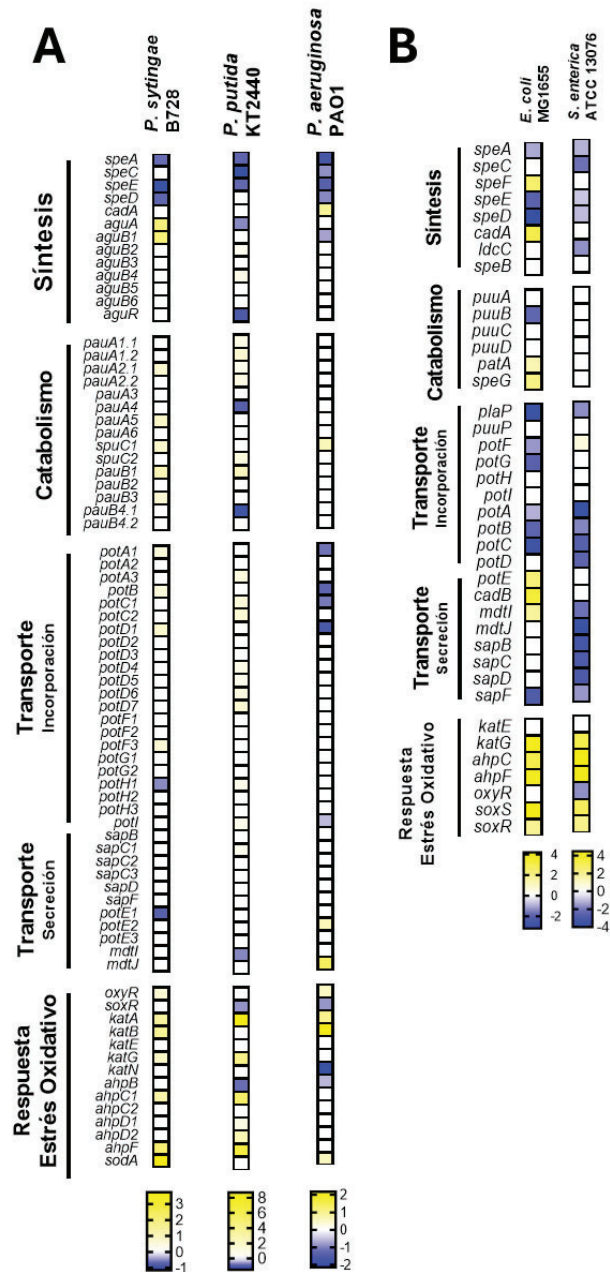 A
P. sytingae
B728
P. putida
KT2440
P. aeruginosa
PAO1
Síntesis
speA
speC
speE
speD
cadA
aguA
aguB1
aguB2
aguB3
aguB4
aguB5
aguB6
aguR
Catabolismo
pauA1.1
pauA1.2
pauA2.1
pauA2.2
pauA3
pauA4
pauA5
pauA6
spuC1
spuC2
pauB1
pauB2
pauB3
pauB4.1
pauB4.2
Transporte
Incorporación
potA1
potA2
potA3
potB
potC1
potC2
potD1
potD2
potD3
potD4
potD5
potD6
potD7
potF1
potF2
potF3
potG1
potG2
potH1
potH2
potH3
potI
Transporte
Secreción
sapB
sapC1
sapC2
sapC3
sapD
sapF
potE1
potE2
potE3
mdtI
mdtJ
Respuesta
Estrés Oxidativo
oxyR
soxR
katA
katB
katE
katG
katN
ahpB
ahpC1
ahpC2
ahpD1
ahpD2
ahpF
sodA
3
2
1
0
-1
8
6
4
2
0
2
1
0
-1
-2
B
E. coli
MG1655
S. enterica
ATCC 13076
Síntesis
speA
speC
speF
speE
speD
cadA
ldcC
speB
Catabolismo
puuA
puuB
puuC
puuD
patA
speG
Transporte
Incorporación
plaP
puuP
potF
potG
potH
potI
potA
potB
potC
potD
Transporte
Secreción
potE
cadB
mdtI
mdtJ
sapB
sapC
sapD
sapF
Respuesta
Estrés Oxidativo
katE
katG
ahpC
ahpF
oxyR
soxS
soxR
4
2
0
-2
4
2
0
-2
-4